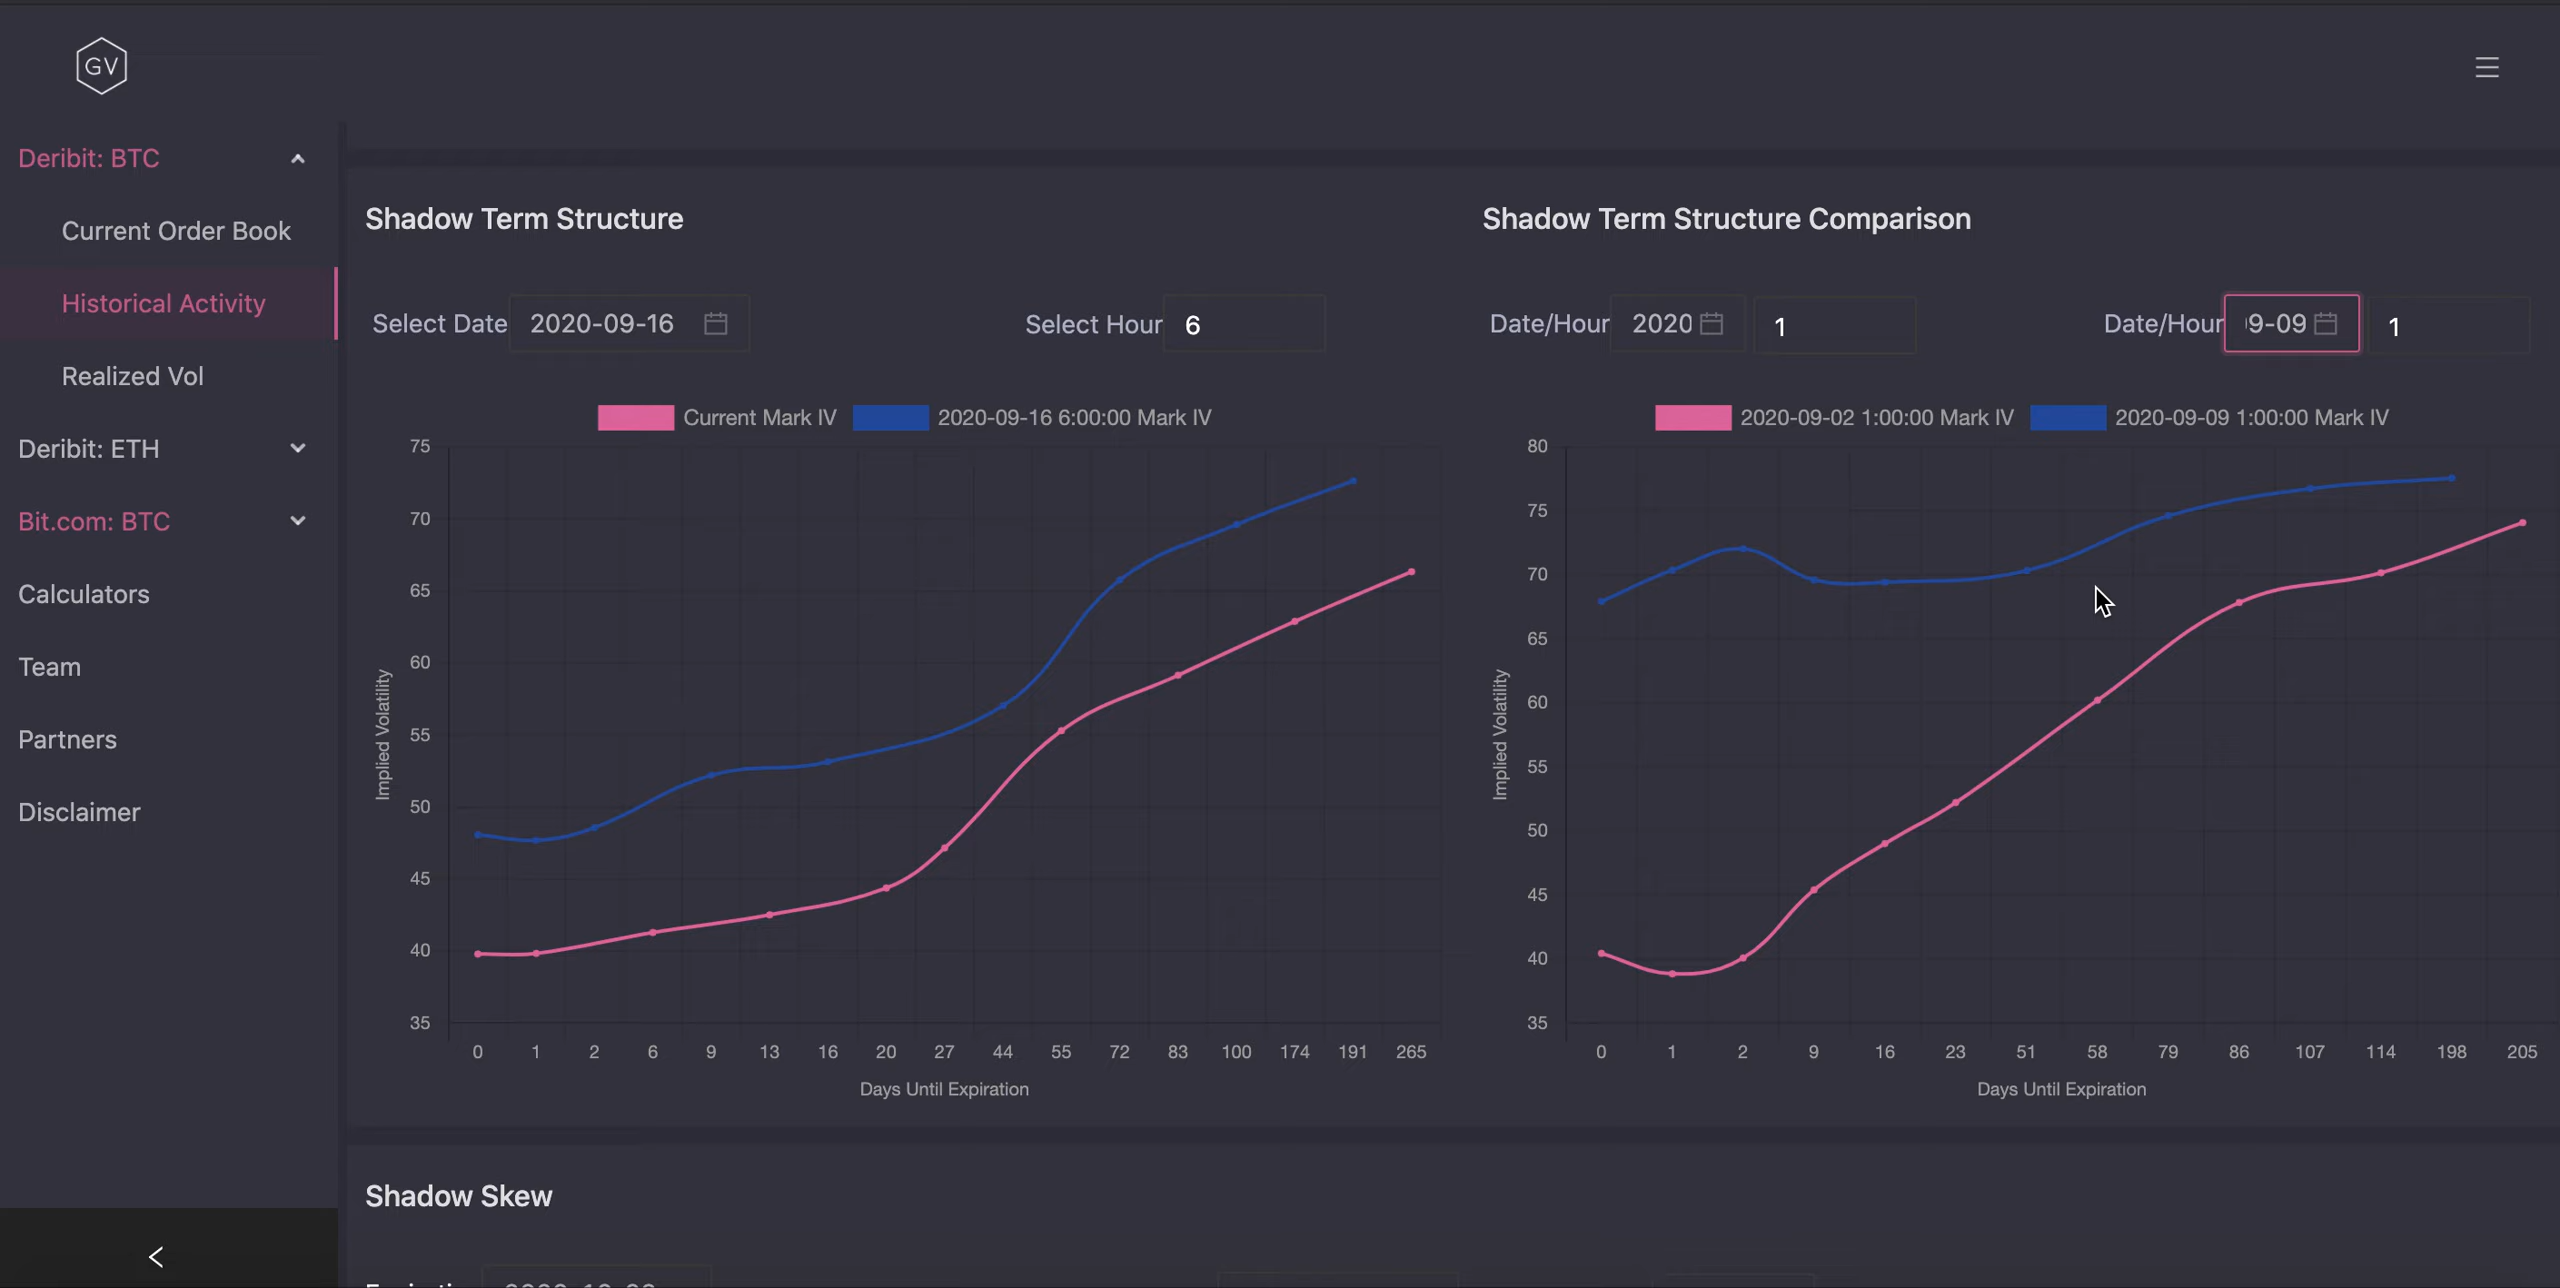 GV
Deribit: BTC
Current Order Book
Historical Activity
Realized Vol
Deribit: ETH
Bit.com: BTC
Calculators
Team
Partners
Disclaimer
Shadow Term Structure
Select Date 2020-09-16 Select Hour 6
Current Mark IV 2020-09-16 6:00:00 Mark IV
75
70
65
60
55
50
45
40
35
Implied Volatility
0 1 2 6 9 13 16 20 27 44 55 72 83 100 174 191 265
Days Until Expiration
Shadow Term Structure Comparison
Date/Hour 2020 1 Date/Hour 9-09 1
2020-09-02 1:00:00 Mark IV 2020-09-09 1:00:00 Mark IV
80
75
70
65
60
55
50
45
40
35
Implied Volatility
0 1 2 9 16 23 51 58 79 86 107 114 198 205
Days Until Expiration
Shadow Skew